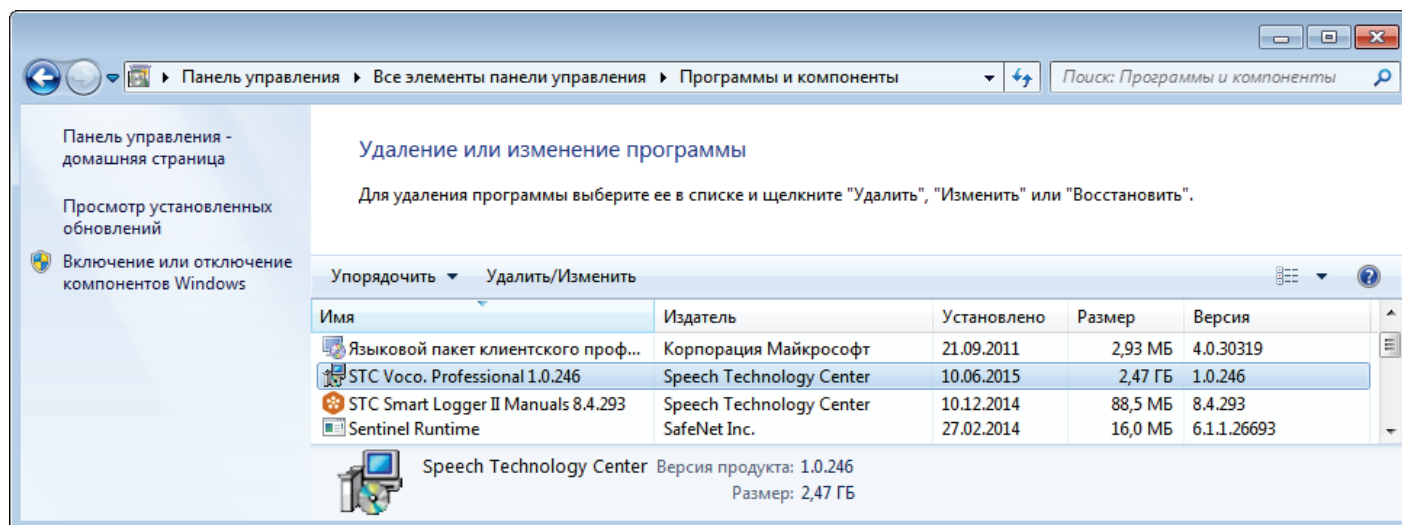 Панель управления ▸ Все элементы панели управления ▸ Программы и компоненты
Поиск: Программы и компоненты
Панель управления -
домашняя страница
Просмотр установленных
обновлений
Включение или отключение
компонентов Windows
Удаление или изменение программы
Для удаления программы выберите ее в списке и щелкните "Удалить", "Изменить" или "Восстановить".
Упорядочить Удалить/Изменить
Имя Издатель Установлено Размер Версия
Языковой пакет клиентского проф... Корпорация Майкрософт 21.09.2011 2,93 МБ 4.0.30319
STC Voco. Professional 1.0.246 Speech Technology Center 10.06.2015 2,47 ГБ 1.0.246
STC Smart Logger II Manuals 8.4.293 Speech Technology Center 10.12.2014 88,5 МБ 8.4.293
Sentinel Runtime SafeNet Inc. 27.02.2014 16,0 МБ 6.1.1.26693
Speech Technology Center Версия продукта: 1.0.246
Размер: 2,47 ГБ